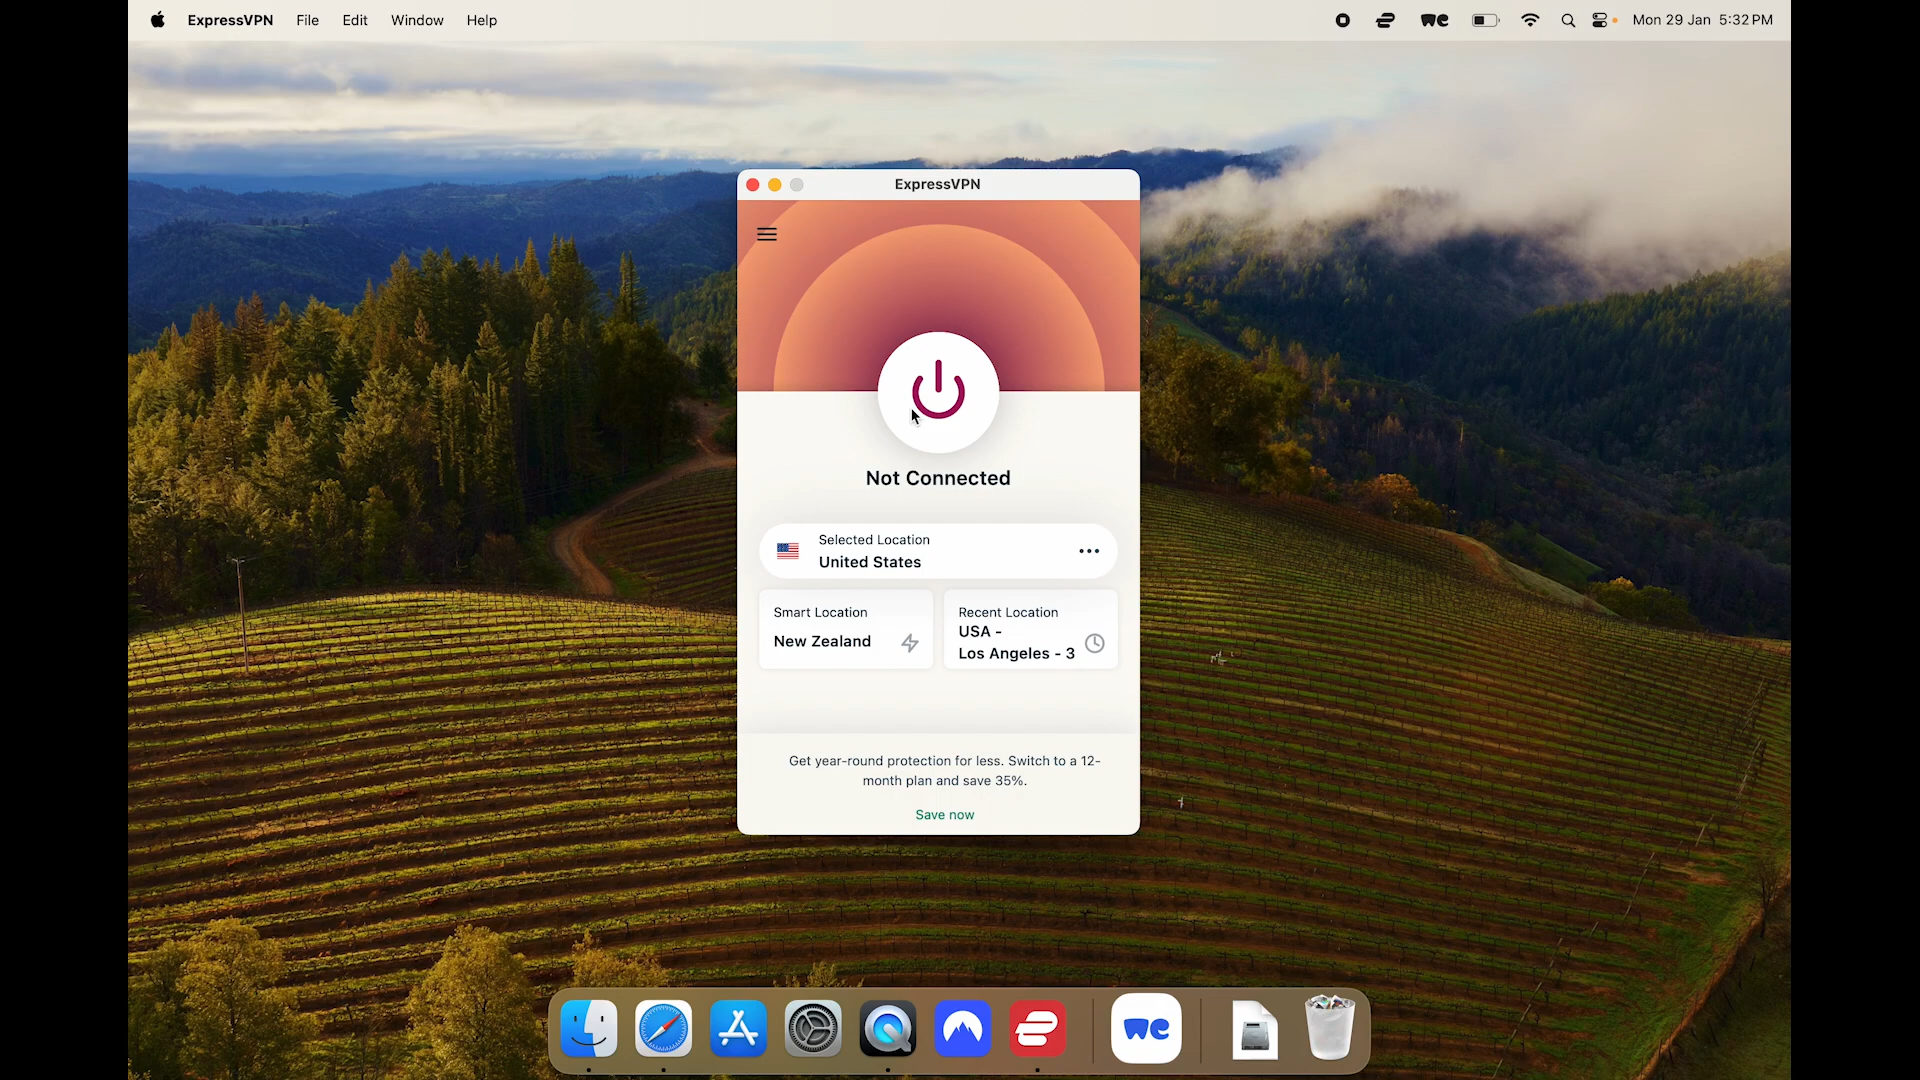 ExpressVPN File Edit Window Help
WE Mon 29 Jan 5:32 PM
ExpressVPN
Not Connected
Selected Location
United States
Smart Location
New Zealand
Recent Location
USA -
Los Angeles - 3
Get year-round protection for less. Switch to a 12-
month plan and save 35%.
Save now
we